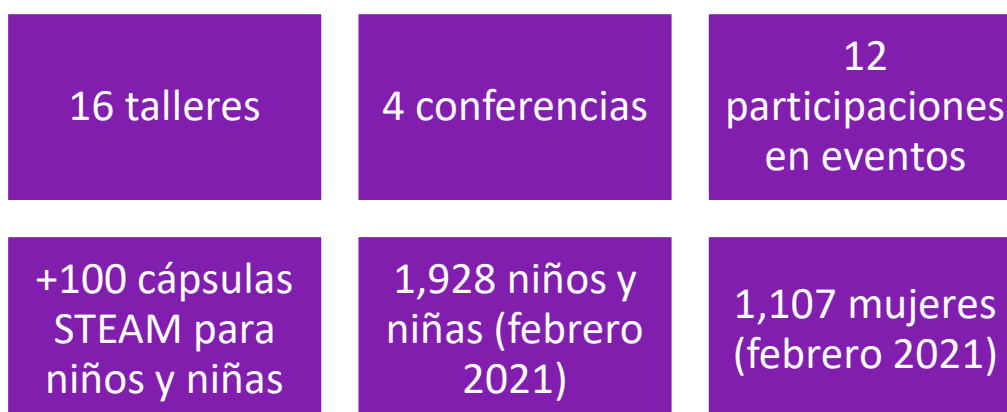 16 talleres
4 conferencias
12
participaciones
en eventos
+100 cápsulas
STEAM para
niños y niñas
1,928 niños y
niñas (febrero
2021)
1,107 mujeres
(febrero 2021)